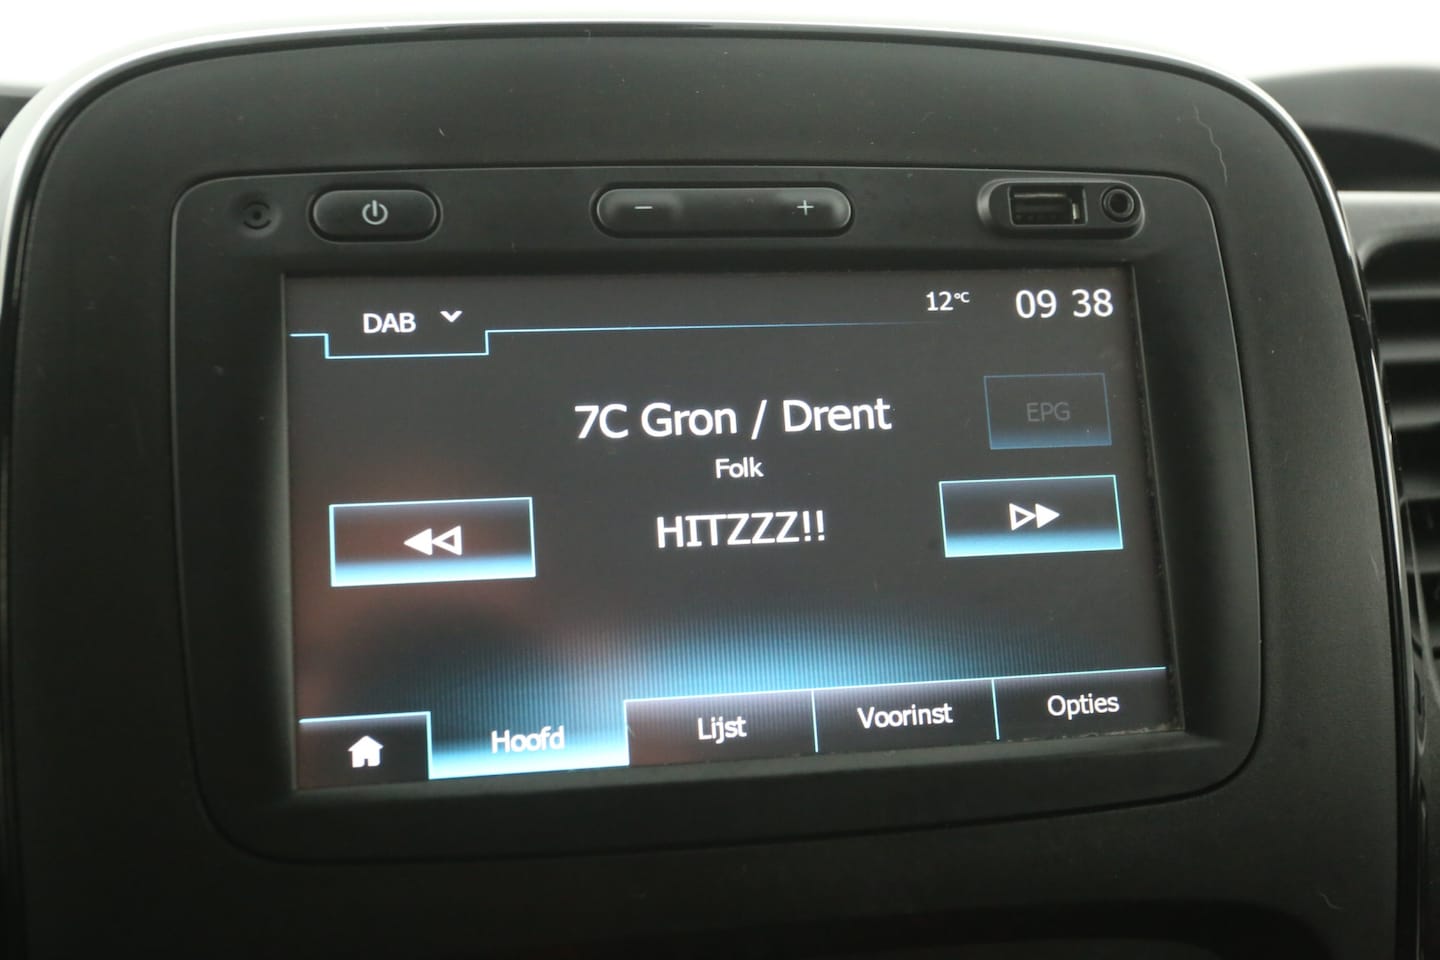 DAB
12°C 09 38
7C Gron / Drent
EPG
Folk
HITZZZ!!
Hoofd Lijst Voorinst Opties